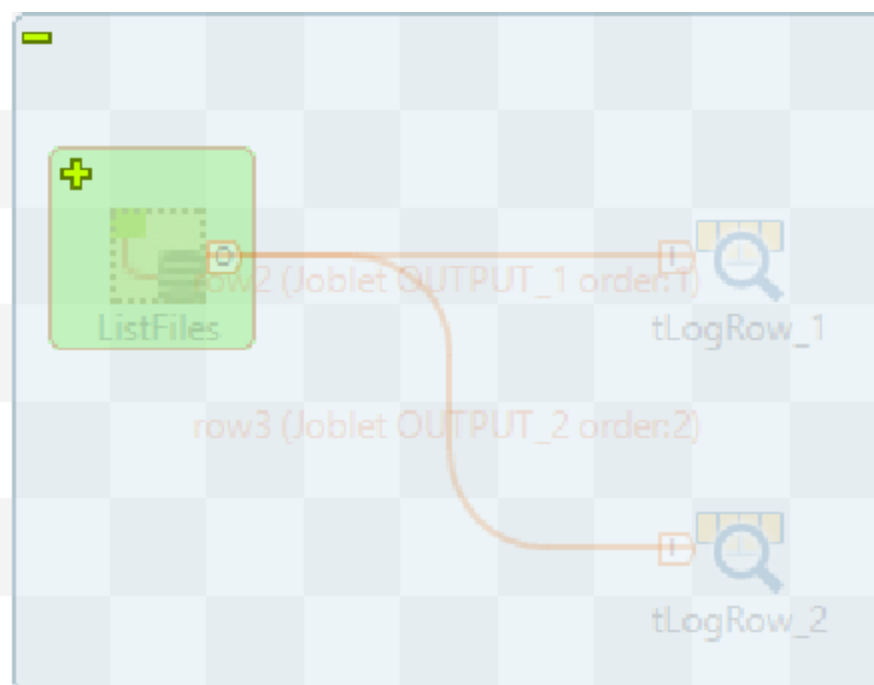 O
I
row2 (Joblet OUTPUT_1 order:1)
ListFiles
tLogRow_1
row3 (Joblet OUTPUT_2 order:2)
I
tLogRow_2